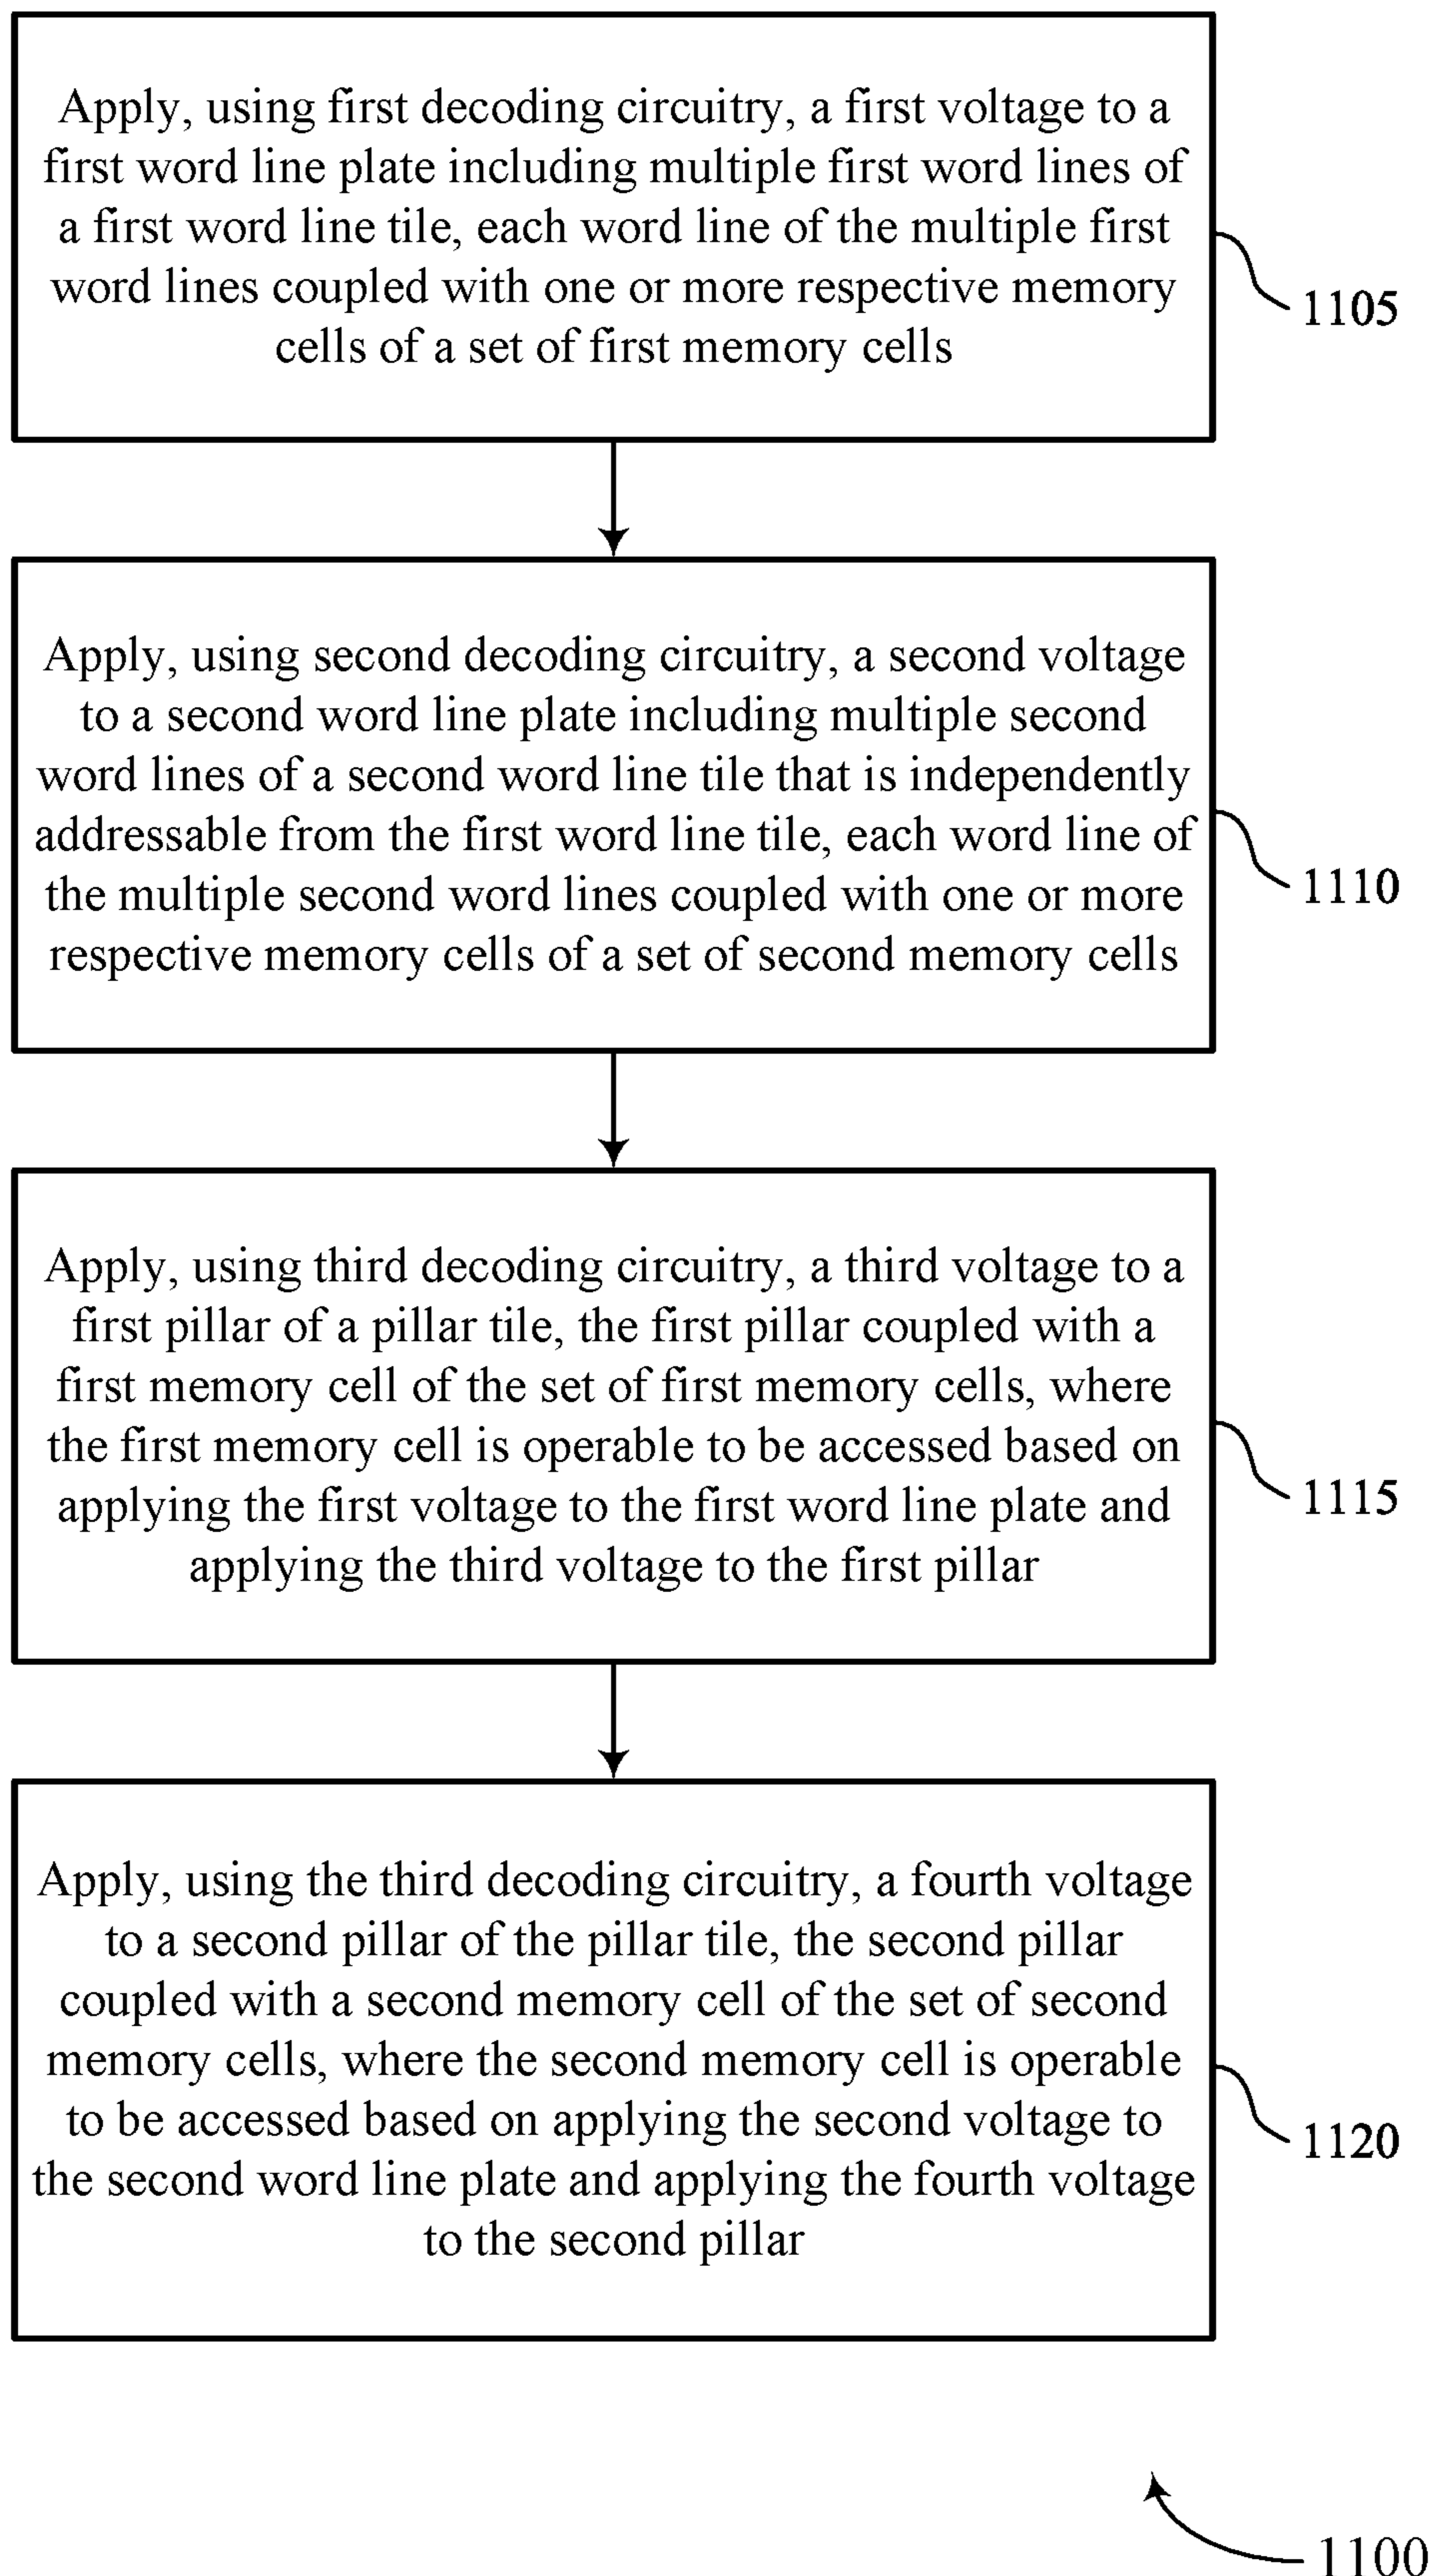 Apply, using first decoding circuitry, a first voltage to a
first word line plate including multiple first word lines of
a first word line tile, each word line of the multiple first
word lines coupled with one or more respective memory
cells of a set of first memory cells
1105
Apply, using second decoding circuitry, a second voltage
to a second word line plate including multiple second
word lines of a second word line tile that is independently
addressable from the first word line tile, each word line of
the multiple second word lines coupled with one or more
respective memory cells of a set of second memory cells
1110
Apply, using third decoding circuitry, a third voltage to a
first pillar of a pillar tile, the first pillar coupled with a
first memory cell of the set of first memory cells, where
the first memory cell is operable to be accessed based on
applying the first voltage to the first word line plate and
applying the third voltage to the first pillar
1115
Apply, using the third decoding circuitry, a fourth voltage
to a second pillar of the pillar tile, the second pillar
coupled with a second memory cell of the set of second
memory cells, where the second memory cell is operable
to be accessed based on applying the second voltage to
the second word line plate and applying the fourth voltage
to the second pillar
1120
1100